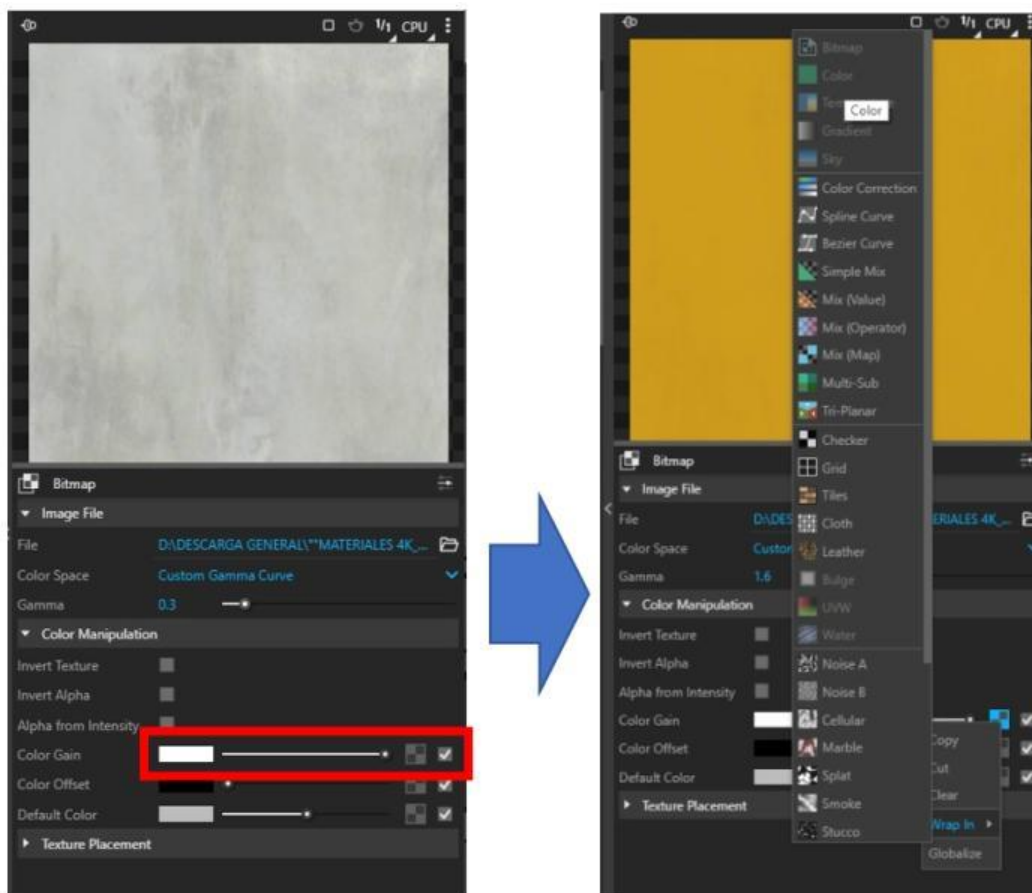 1/1 CPU
Bitmap
Image File
File D:\DESCARGA GENERAL\**MATERIALES 4K_...
Color Space Custom Gamma Curve
Gamma 0.3
Color Manipulation
Invert Texture
Invert Alpha
Alpha from Intensity
Color Gain
Color Offset
Default Color
Texture Placement
1/1 CPU
Bitmap
Color
Color
Gradient
Sky
Color Correction
Spline Curve
Bezier Curve
Simple Mix
Mix (Value)
Mix (Operator)
Mix (Map)
Multi-Sub
Tri-Planar
Checker
Grid
Tiles
Cloth
Leather
Bulge
UVW
Water
Noise A
Noise B
Cellular
Marble
Splat
Smoke
Stucco
Bitmap
Image File
File D:\DES ERIALES 4K_...
Color Space Custor
Gamma 1.6
Color Manipulation
Invert Texture
Invert Alpha
Alpha from Intensity
Color Gain
Color Offset
Default Color
Texture Placement
Copy
Cut
Clear
Wrap In
Globalize